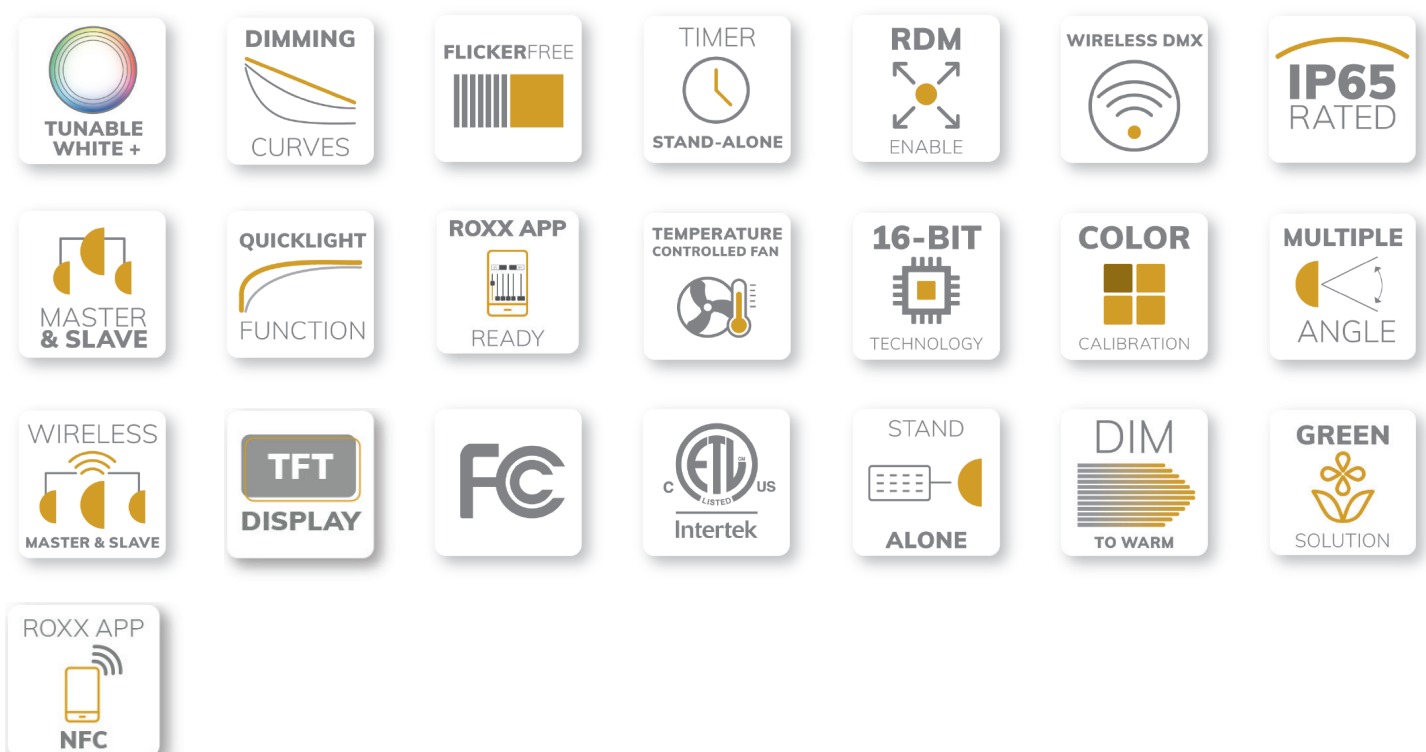 TUNABLE
WHITE +
DIMMING
CURVES
FLICKERFREE
TIMER
STAND-ALONE
RDM
ENABLE
WIRELESS DMX
IP65
RATED
MASTER
& SLAVE
QUICKLIGHT
FUNCTION
ROXX APP
READY
TEMPERATURE
CONTROLLED FAN
16-BIT
TECHNOLOGY
COLOR
CALIBRATION
MULTIPLE
ANGLE
WIRELESS
MASTER & SLAVE
TFT
DISPLAY
FC
ETL
CM
LISTED
C US
Intertek
STAND
ALONE
DIM
TO WARM
GREEN
SOLUTION
ROXX APP
NFC